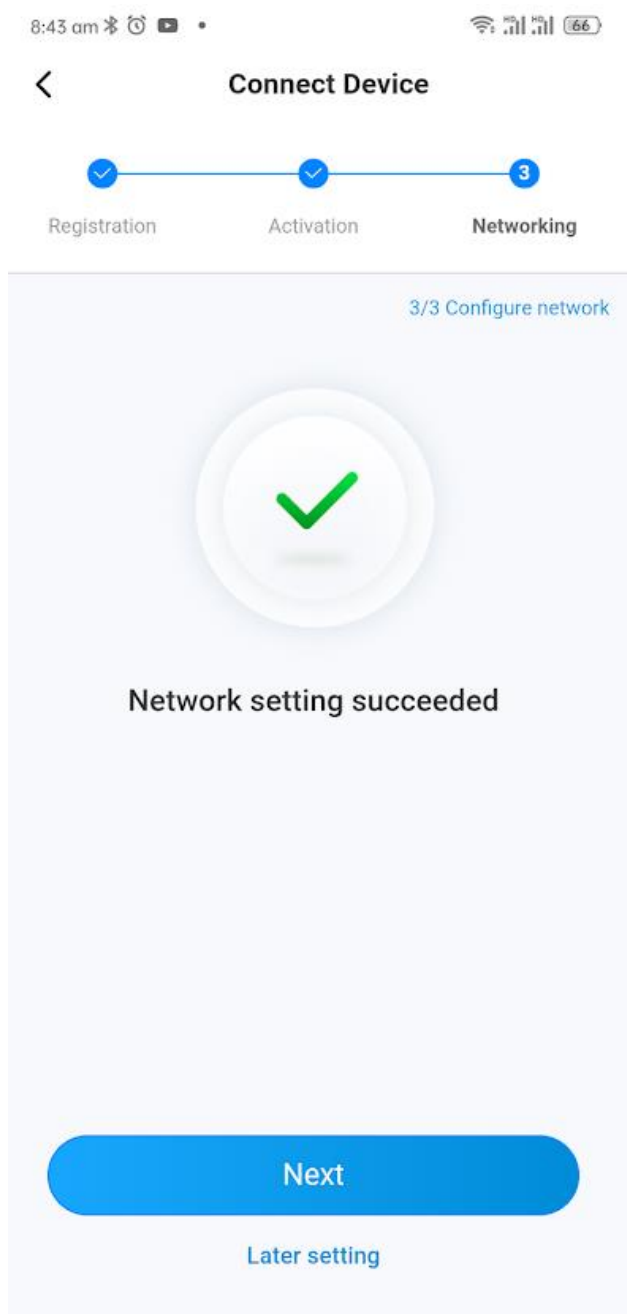 8:43 am 66
Connect Device
3
Registration Activation Networking
3/3 Configure network
Network setting succeeded
Next
Later setting